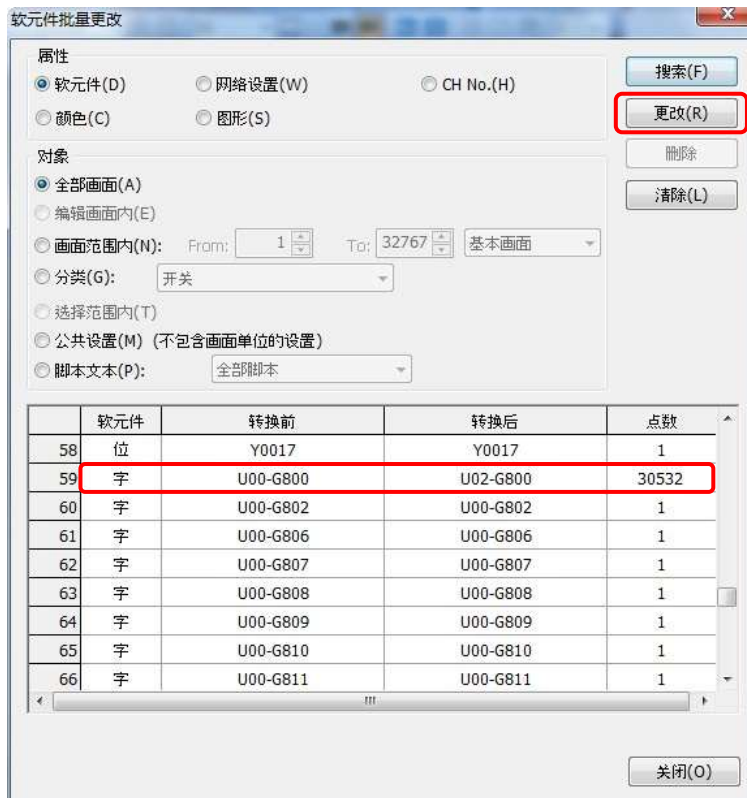 软元件批量更改
属性
软元件(D) 网络设置(W) CH No.(H)
颜色(C) 图形(S)
搜索(F)
更改(R)
删除
清除(L)
对象
全部画面(A)
编辑画面内(E)
画面范围内(N): From: 1 To: 32767 基本画面
分类(G): 开关
选择范围内(T)
公共设置(M) (不包含画面单位的设置)
脚本文本(P): 全部脚本
软元件 转换前 转换后 点数
58 位 Y0017 Y0017 1
59 字 U00-G800 U02-G800 30532
60 字 U00-G802 U00-G802 1
61 字 U00-G806 U00-G806 1
62 字 U00-G807 U00-G807 1
63 字 U00-G808 U00-G808 1
64 字 U00-G809 U00-G809 1
65 字 U00-G810 U00-G810 1
66 字 U00-G811 U00-G811 1
关闭(O)